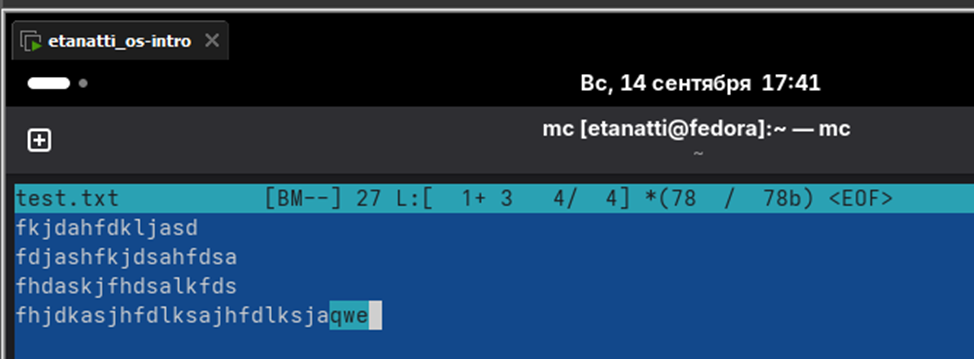 etanatti_os-intro
Вс, 14 сентября 17:41
mc [etanatti@fedora]:~ — mc
~
test.txt [BM--] 27 L:[ 1+ 3 4/ 4] *(78 / 78b) <EOF>
fkjdahfdkljasd
fdjashfkjdsahfdsa
fhdaskjfhdsalkfds
fhjdkasjhfdlksajhfdlksjaqwe